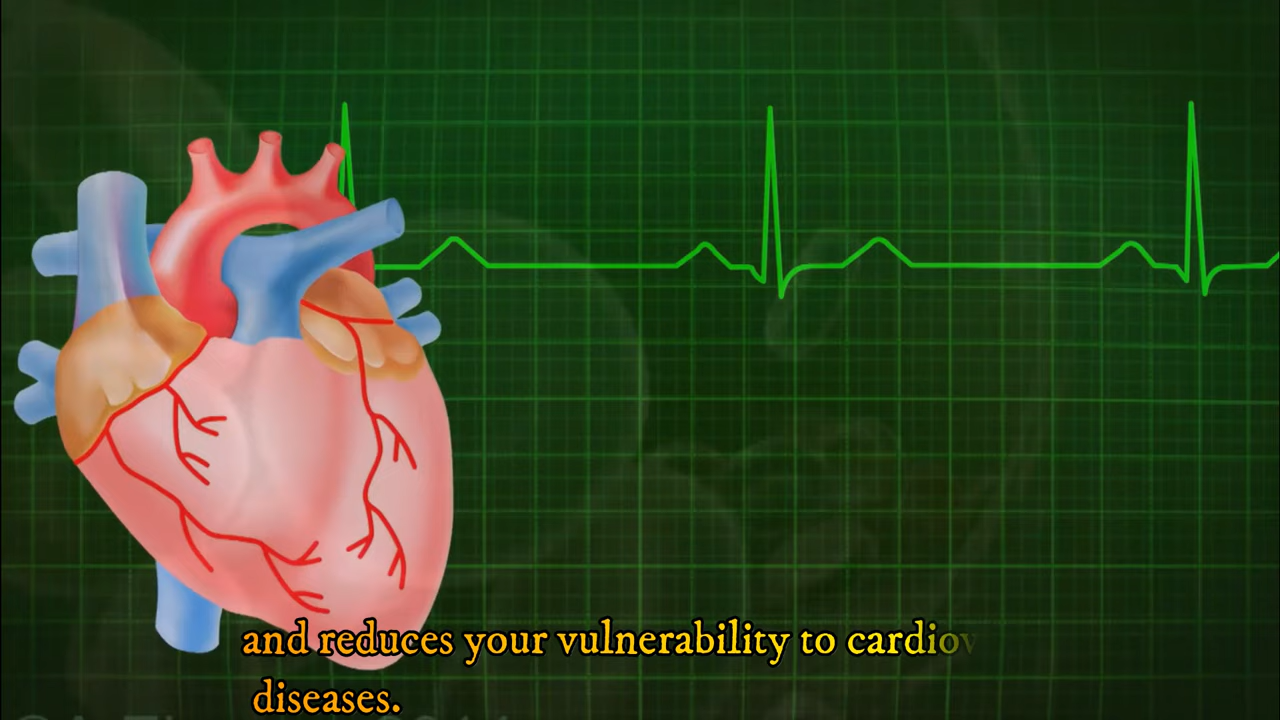 and reduces your vulnerability to cardiov
diseases.